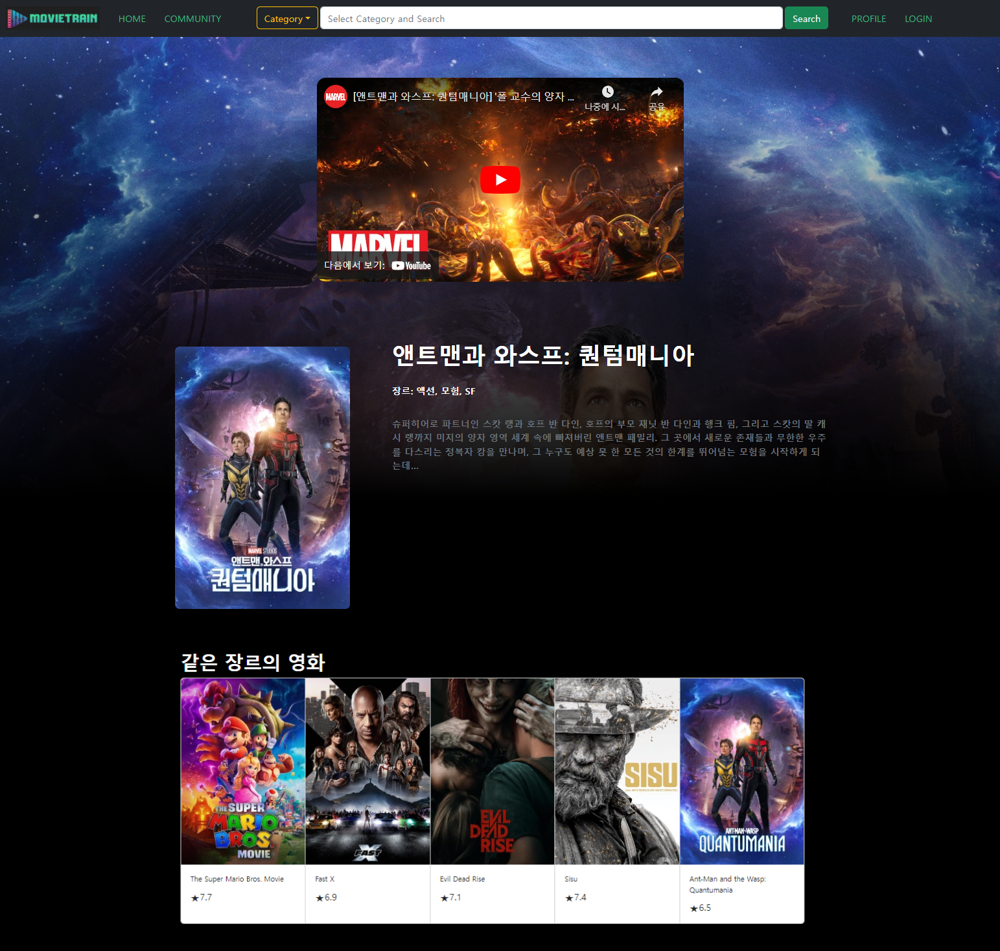 MOVIETRAIN HOME COMMUNITY Category Select Category and Search Search PROFILE LOGIN
MARVEL [앤트맨과 와스프: 퀀텀매니아] '폴 교수의 양자 ... 나중에 시... 공유
MARVEL
다음에서 보기: YouTube
앤트맨과 와스프: 퀀텀매니아
장르: 액션, 모험, SF
슈퍼히어로 파트너인 스캇 랭과 호프 반 다인, 호프의 부모 재닛 반 다인과 행크 핌, 그리고 스캇의 딸 캐
시 랭까지 미지의 양자 영역 세계 속에 빠져버린 앤트맨 패밀리. 그 곳에서 새로운 존재들과 무한한 우주
를 다스리는 정복자 캉을 만나며, 그 누구도 예상 못 한 모든 것의 한계를 뛰어넘는 모험을 시작하게 되
는데...
MARVEL STUDIOS
앤트맨과 와스프
퀀텀매니아
같은 장르의 영화
THE SUPER
MARIO
BROS.
MOVIE
FAST X
EVIL
DEAD
RISE
SISU
ANT-MAN AND THE WASP
QUANTUMANIA
The Super Mario Bros. Movie
★7.7
Fast X
★6.9
Evil Dead Rise
★7.1
Sisu
★7.4
Ant-Man and the Wasp:
Quantumania
★6.5